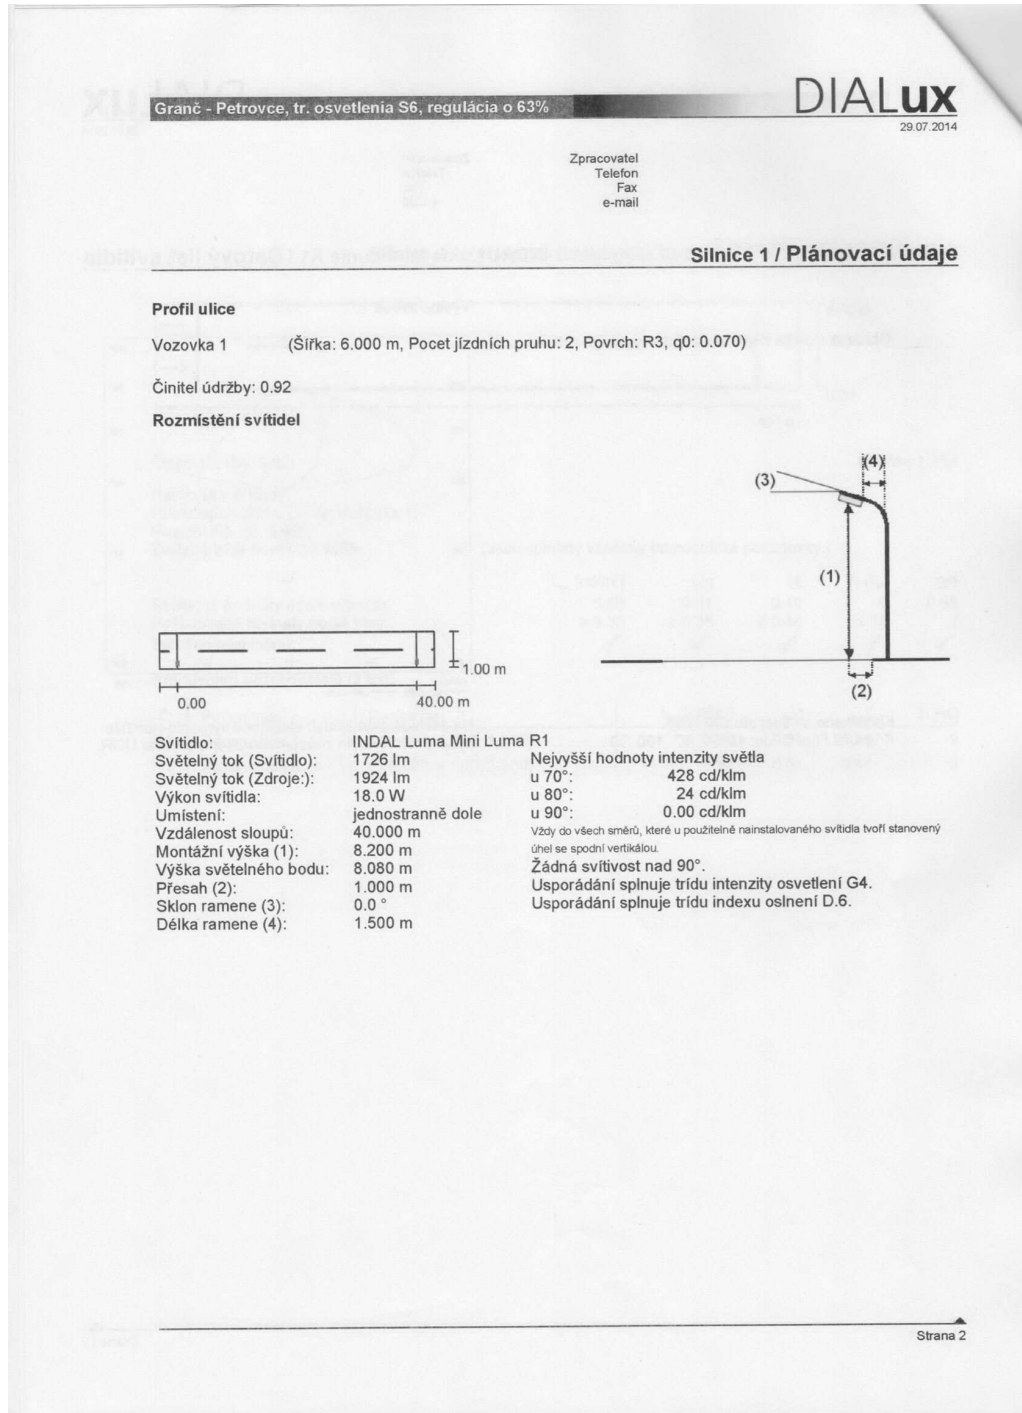 Granč - Petrovce, tr. osvetlenia S6, regulácia o 63%
DIALux
29.07.2014
Zpracovatel
Telefon
Fax
e-mail
Silnice 1 / Plánovací údaje
Profil ulice
Vozovka 1 (Šířka: 6.000 m, Pocet jízdních pruhu: 2, Povrch: R3, q0: 0.070)
Činitel údržby: 0.92
Rozmístění svítidel
(4)
(3)
(1)
(2)
1.00 m
0.00 40.00 m
Svítidlo: INDAL Luma Mini Luma R1
Světelný tok (Svítidlo): 1726 lm
Světelný tok (Zdroje:): 1924 lm
Výkon svítidla: 18.0 W
Umístení: jednostranně dole
Vzdálenost sloupů: 40.000 m
Montážní výška (1): 8.200 m
Výška světelného bodu: 8.080 m
Přesah (2): 1.000 m
Sklon ramene (3): 0.0 °
Délka ramene (4): 1.500 m
Nejvyšší hodnoty intenzity světla
u 70°: 428 cd/klm
u 80°: 24 cd/klm
u 90°: 0.00 cd/klm
Vždy do všech směrů, které u použitelně nainstalovaného svítidla tvoří stanovený
úhel se spodní vertikálou.
Žádná svítivost nad 90°.
Usporádání splnuje trídu intenzity osvetlení G4.
Usporádání splnuje trídu indexu oslnení D.6.
Strana 2